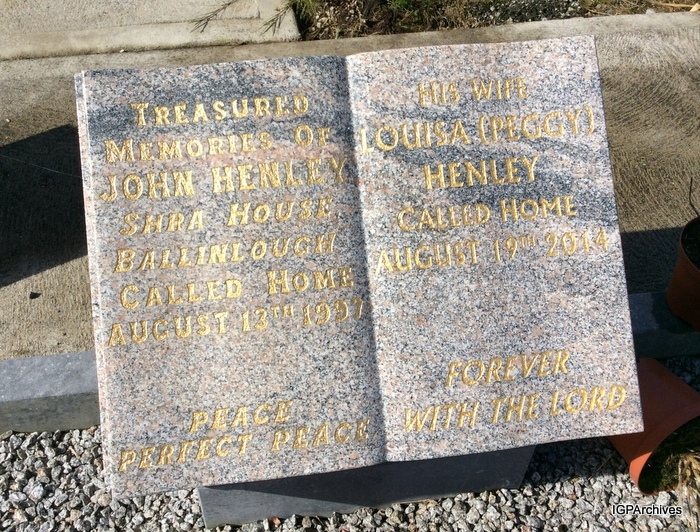 TREASURED
MEMORIES OF
JOHN HENLEY
SHRA HOUSE
BALLINLOUGH
CALLED HOME
AUGUST 13TH 1997
PEACE
PERFECT PEACE
HIS WIFE
LOUISA (PEGGY)
HENLEY
CALLED HOME
AUGUST 19TH 2014
FOREVER
WITH THE LORD
IGPArchives